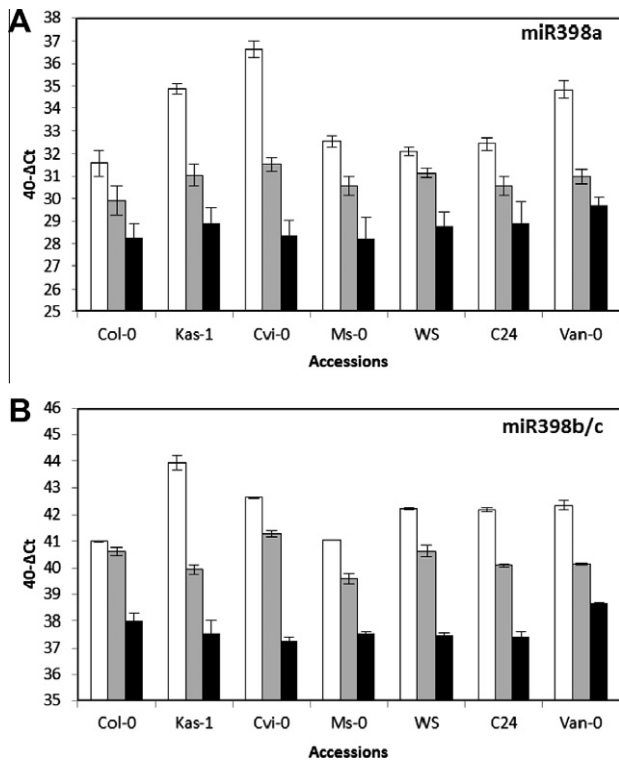 A
miR398a
40-ΔCt
38
37
36
35
34
33
32
31
30
29
28
27
26
25
Col-0 Kas-1 Cvi-0 Ms-0 WS C24 Van-0
Accessions
B
miR398b/c
40-ΔCt
46
45
44
43
42
41
40
39
38
37
36
35
Col-0 Kas-1 Cvi-0 Ms-0 WS C24 Van-0
Accessions